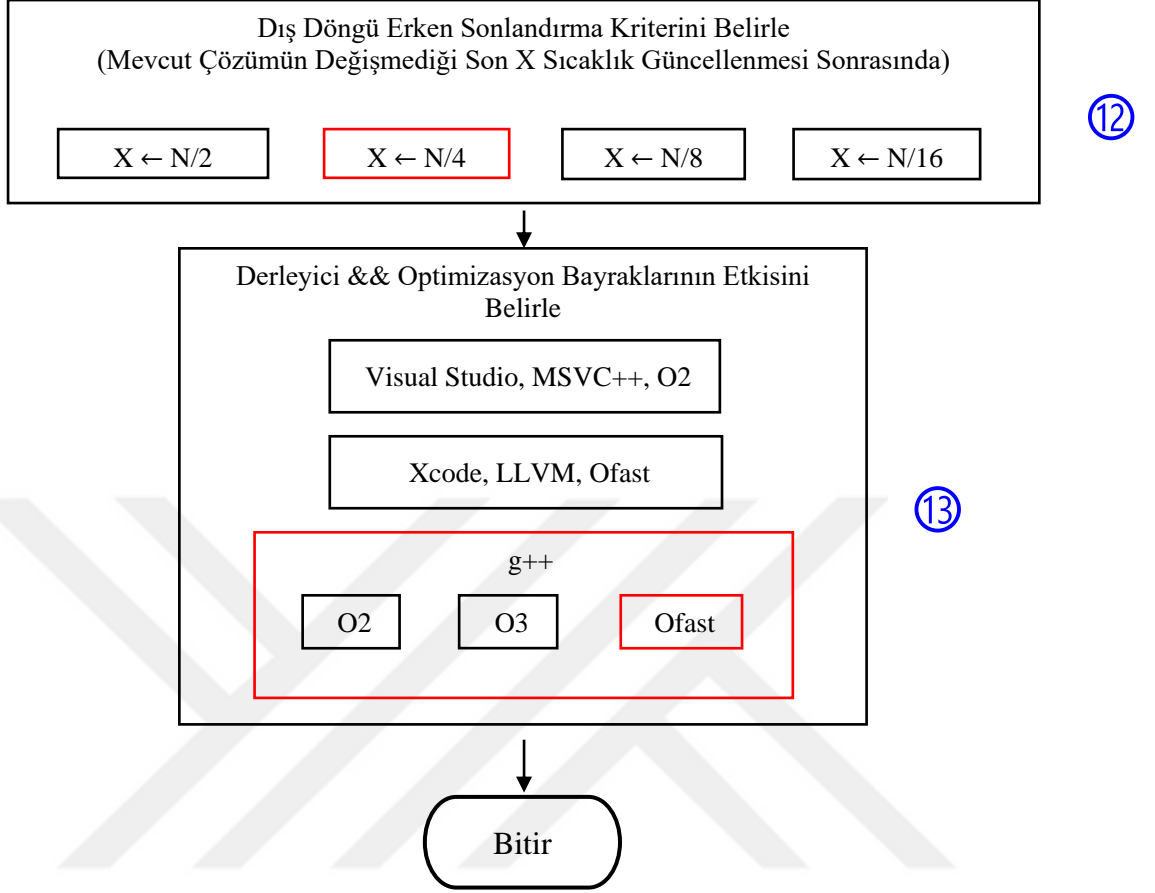 Dış Döngü Erken Sonlandırma Kriterini Belirle
(Mevcut Çözümün Değişmediği Son X Sıcaklık Güncellenmesi Sonrasında)
X ← N/2
X ← N/4
X ← N/8
X ← N/16
⑫
Derleyici && Optimizasyon Bayraklarının Etkisini
Belirle
Visual Studio, MSVC++, O2
Xcode, LLVM, Ofast
⑬
g++
O2
O3
Ofast
Bitir